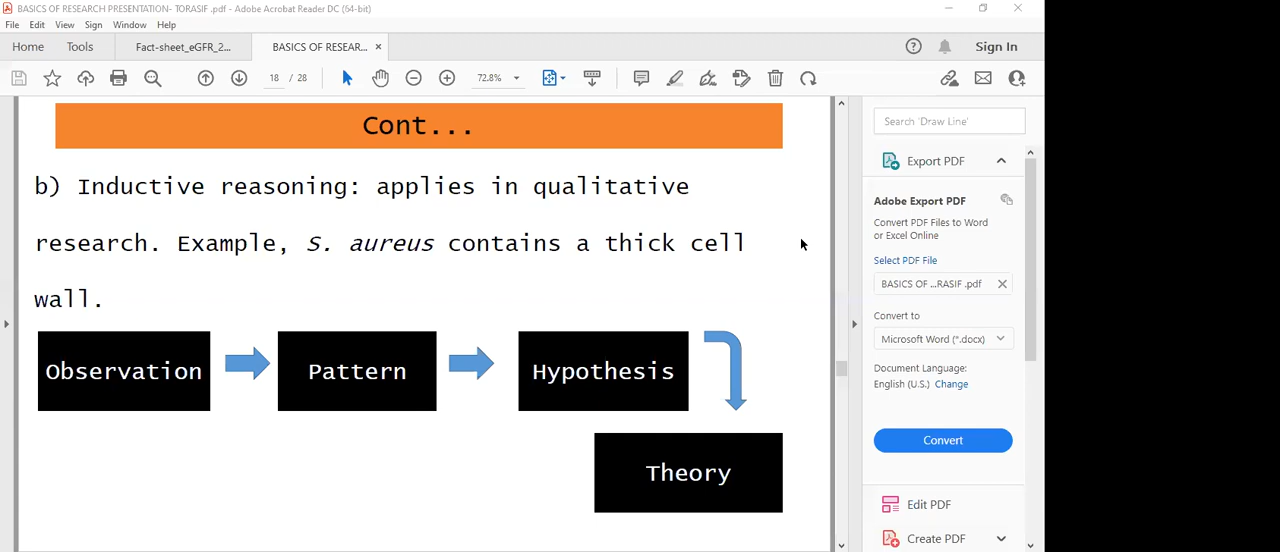 BASICS OF RESEARCH PRESENTATION- TORASIF .pdf - Adobe Acrobat Reader DC (64-bit)
File Edit View Sign Window Help
Home Tools Fact-sheet_eGFR_2... BASICS OF RESEAR... × Sign In
18 / 28 72.8%
Cont...
b) Inductive reasoning: applies in qualitative
research. Example, S. aureus contains a thick cell
wall.
Observation Pattern Hypothesis
Theory
Search 'Draw Line'
Export PDF
Adobe Export PDF
Convert PDF Files to Word
or Excel Online
Select PDF File
BASICS OF ...RASIF .pdf ×
Convert to
Microsoft Word (*.docx)
Document Language:
English (U.S.) Change
Convert
Edit PDF
Create PDF